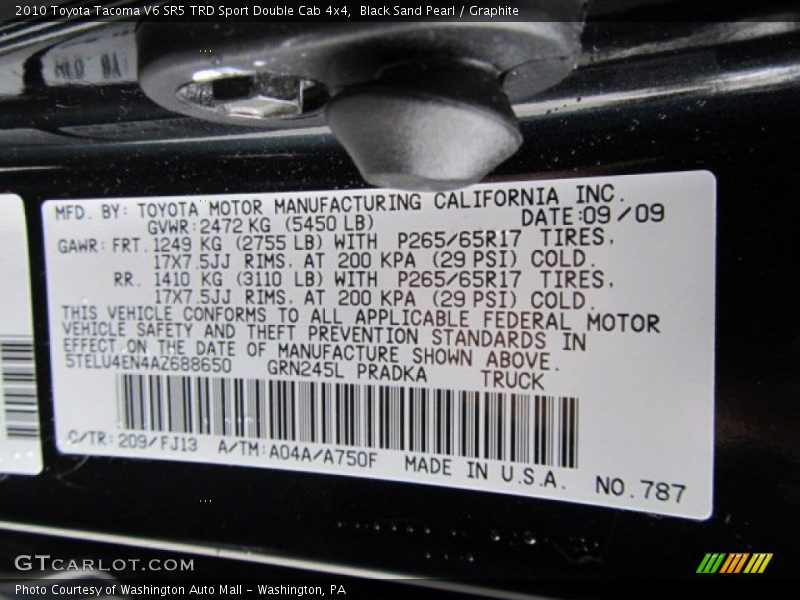 2010 Toyota Tacoma V6 SR5 TRD Sport Double Cab 4x4, Black Sand Pearl / Graphite
MFD. BY: TOYOTA MOTOR MANUFACTURING CALIFORNIA INC.
GVWR: 2472 KG (5450 LB) DATE: 09/09
GAWR: FRT. 1249 KG (2755 LB) WITH P265/65R17 TIRES,
17X7.5JJ RIMS, AT 200 KPA (29 PSI) COLD.
RR. 1410 KG (3110 LB) WITH P265/65R17 TIRES,
17X7.5JJ RIMS, AT 200 KPA (29 PSI) COLD.
THIS VEHICLE CONFORMS TO ALL APPLICABLE FEDERAL MOTOR
VEHICLE SAFETY AND THEFT PREVENTION STANDARDS IN
EFFECT ON THE DATE OF MANUFACTURE SHOWN ABOVE.
5TELU4EN4AZ688650 GRN245L PRADKA TRUCK
C/TR: 209/FJ13 A/TM: A04A/A750F MADE IN U.S.A. NO. 787
GTCARLOT.COM
Photo Courtesy of Washington Auto Mall - Washington, PA